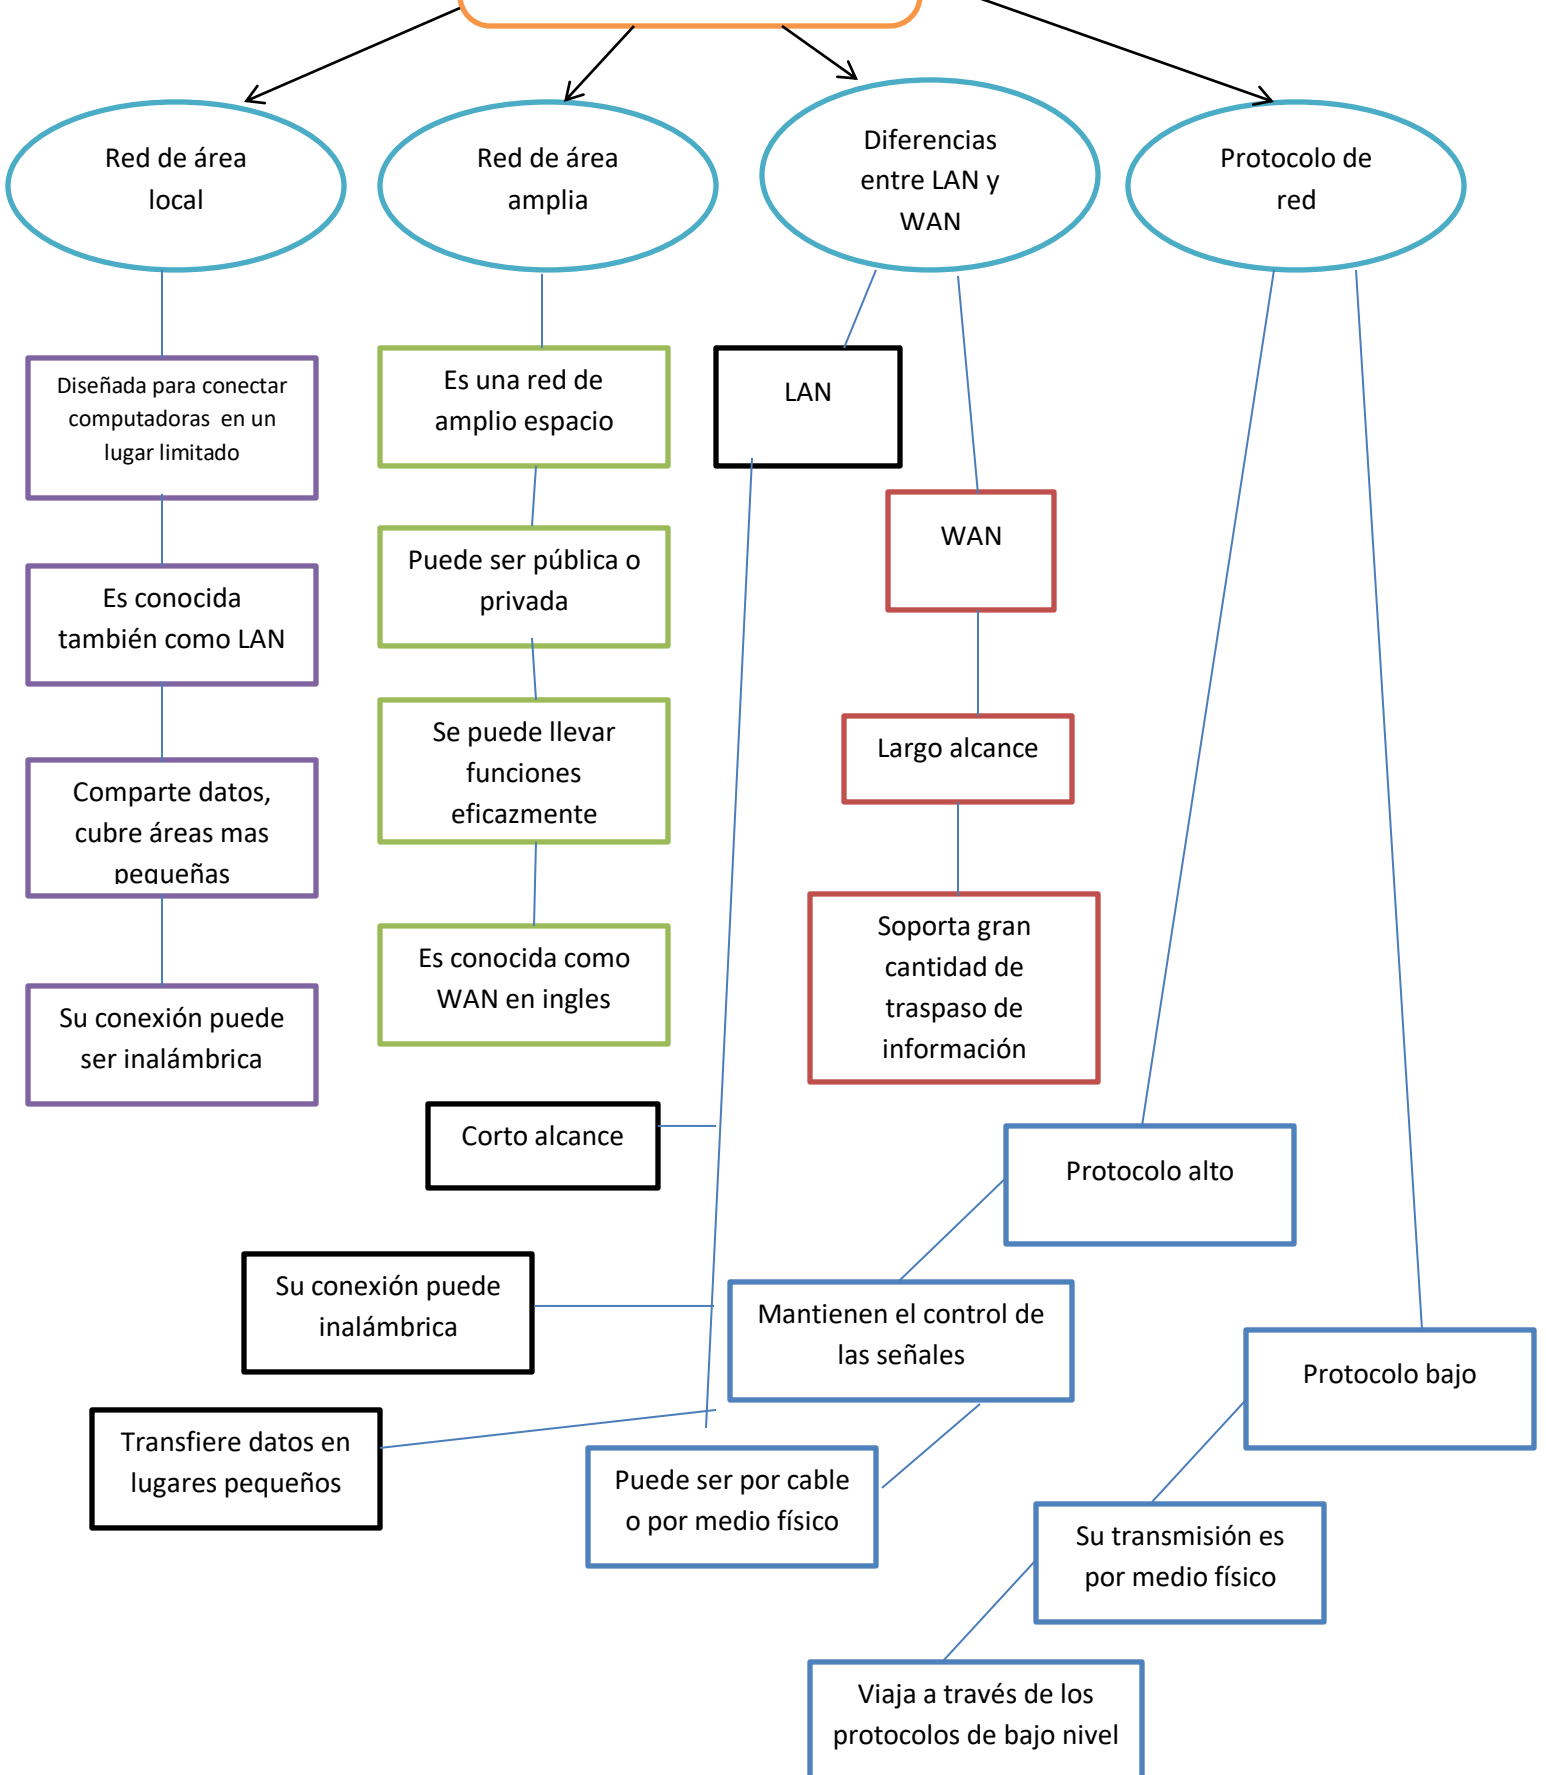 Red de área
local
Red de área
amplia
Diferencias
entre LAN y
WAN
Protocolo de
red
Diseñada para conectar
computadoras en un
lugar limitado
Es conocida
también como LAN
Comparte datos,
cubre áreas mas
pequeñas
Su conexión puede
ser inalámbrica
Es una red de
amplio espacio
Puede ser pública o
privada
Se puede llevar
funciones
eficazmente
Es conocida como
WAN en ingles
LAN
WAN
Largo alcance
Soporta gran
cantidad de
traspaso de
información
Corto alcance
Su conexión puede
inalámbrica
Transfiere datos en
lugares pequeños
Protocolo alto
Mantienen el control de
las señales
Puede ser por cable
o por medio físico
Protocolo bajo
Su transmisión es
por medio físico
Viaja a través de los
protocolos de bajo nivel